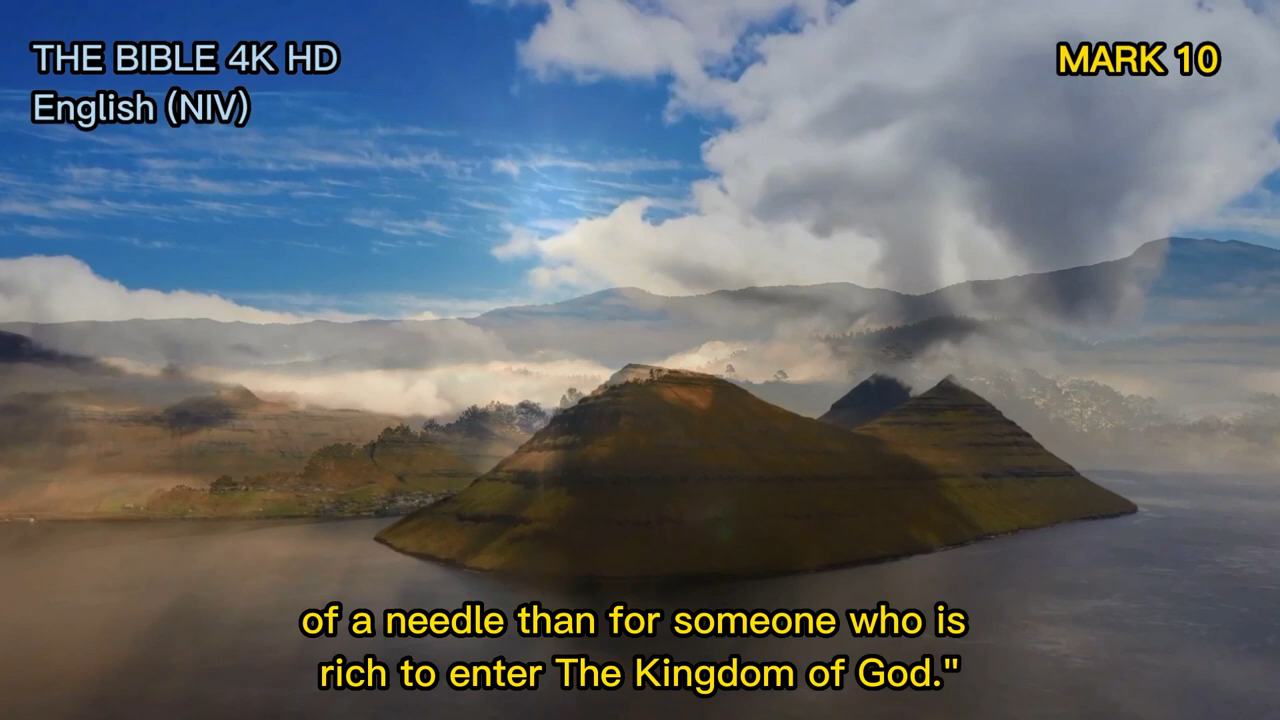 THE BIBLE 4K HD
English (NIV)
MARK 10
of a needle than for someone who is
rich to enter The Kingdom of God."